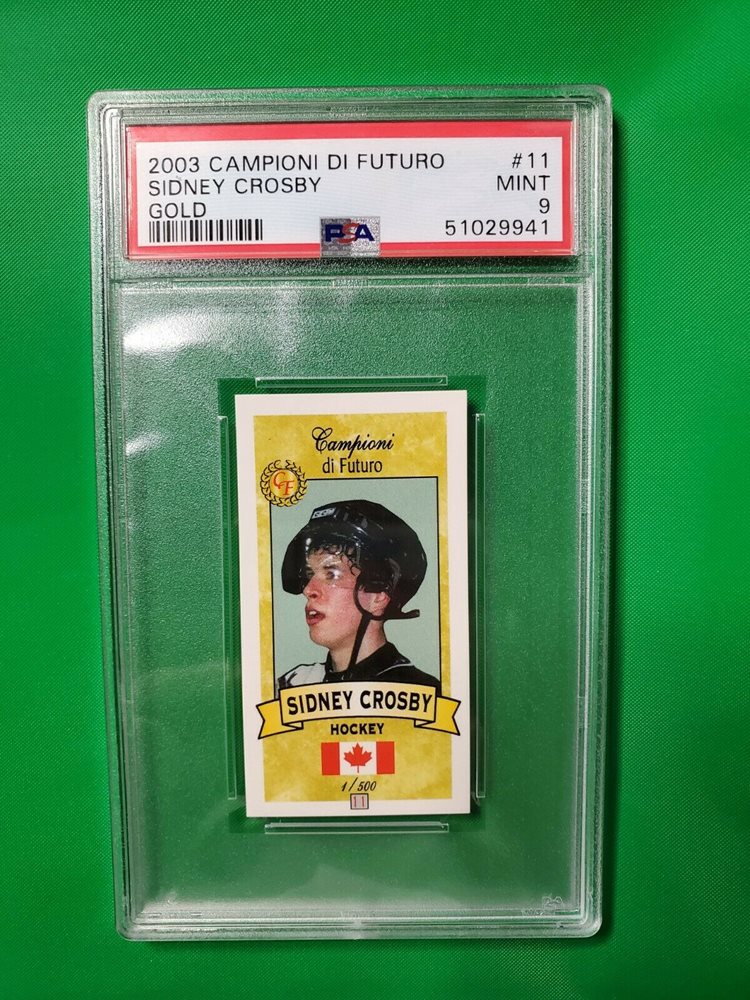 2003 CAMPIONI DI FUTURO #11
SIDNEY CROSBY MINT
GOLD 9
PSA 51029941
Campioni
di Futuro
CF
SIDNEY CROSBY
HOCKEY
1/500
11